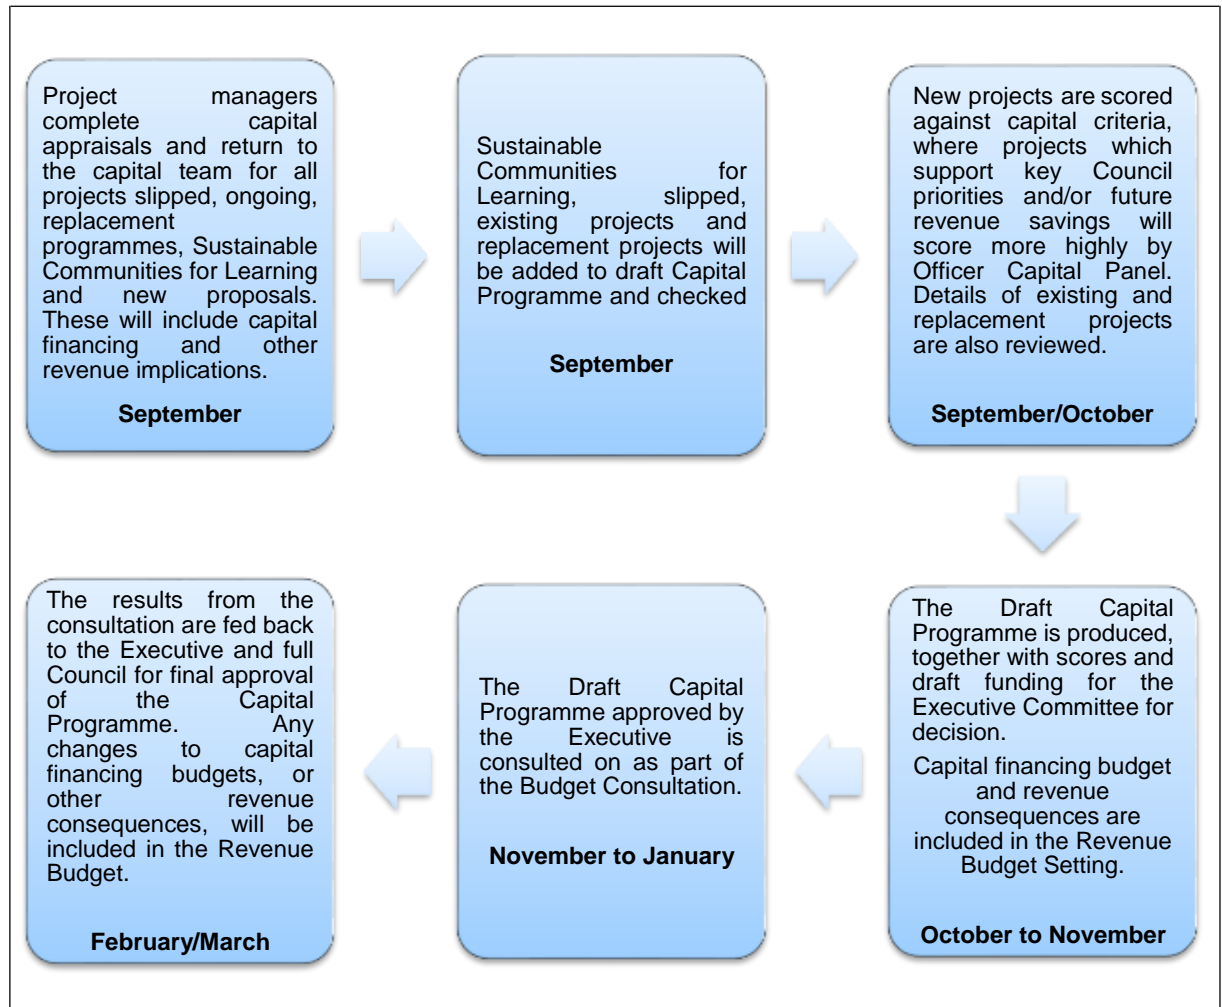 Project managers
complete capital
appraisals and return to
the capital team for all
projects slipped, ongoing,
replacement
programmes, Sustainable
Communities for Learning
and new proposals.
These will include capital
financing and other
revenue implications.
September
Sustainable
Communities for
Learning, slipped,
existing projects and
replacement projects will
be added to draft Capital
Programme and checked
September
New projects are scored
against capital criteria,
where projects which
support key Council
priorities and/or future
revenue savings will
score more highly by
Officer Capital Panel.
Details of existing and
replacement projects
are also reviewed.
September/October
The Draft Capital
Programme is produced,
together with scores and
draft funding for the
Executive Committee for
decision.
Capital financing budget
and revenue
consequences are
included in the Revenue
Budget Setting.
October to November
The Draft Capital
Programme approved by
the Executive is
consulted on as part of
the Budget Consultation.
November to January
The results from the
consultation are fed back
to the Executive and full
Council for final approval
of the Capital
Programme. Any
changes to capital
financing budgets, or
other revenue
consequences, will be
included in the Revenue
Budget.
February/March